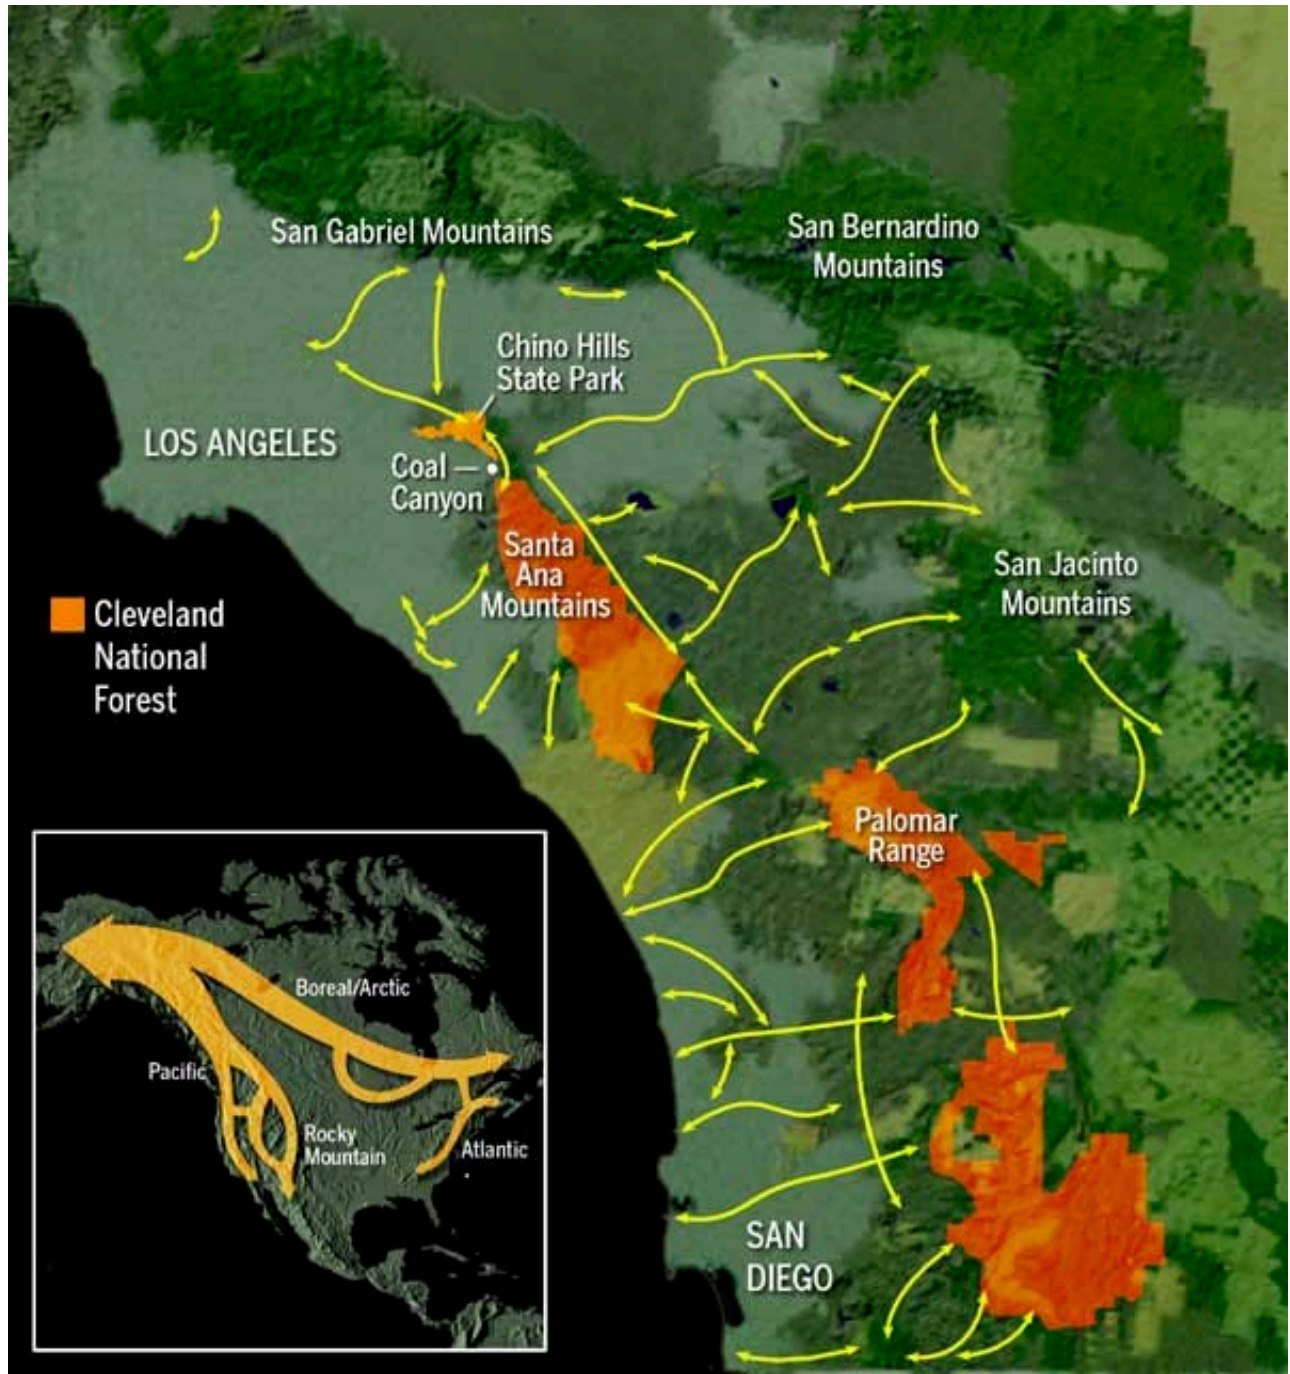 San Gabriel Mountains
San Bernardino
Mountains
Chino Hills
State Park
LOS ANGELES
Coal
Canyon
Santa
Ana
Mountains
San Jacinto
Mountains
Cleveland
National
Forest
Palomar
Range
Boreal/Arctic
Pacific
Rocky
Mountain
Atlantic
SAN
DIEGO